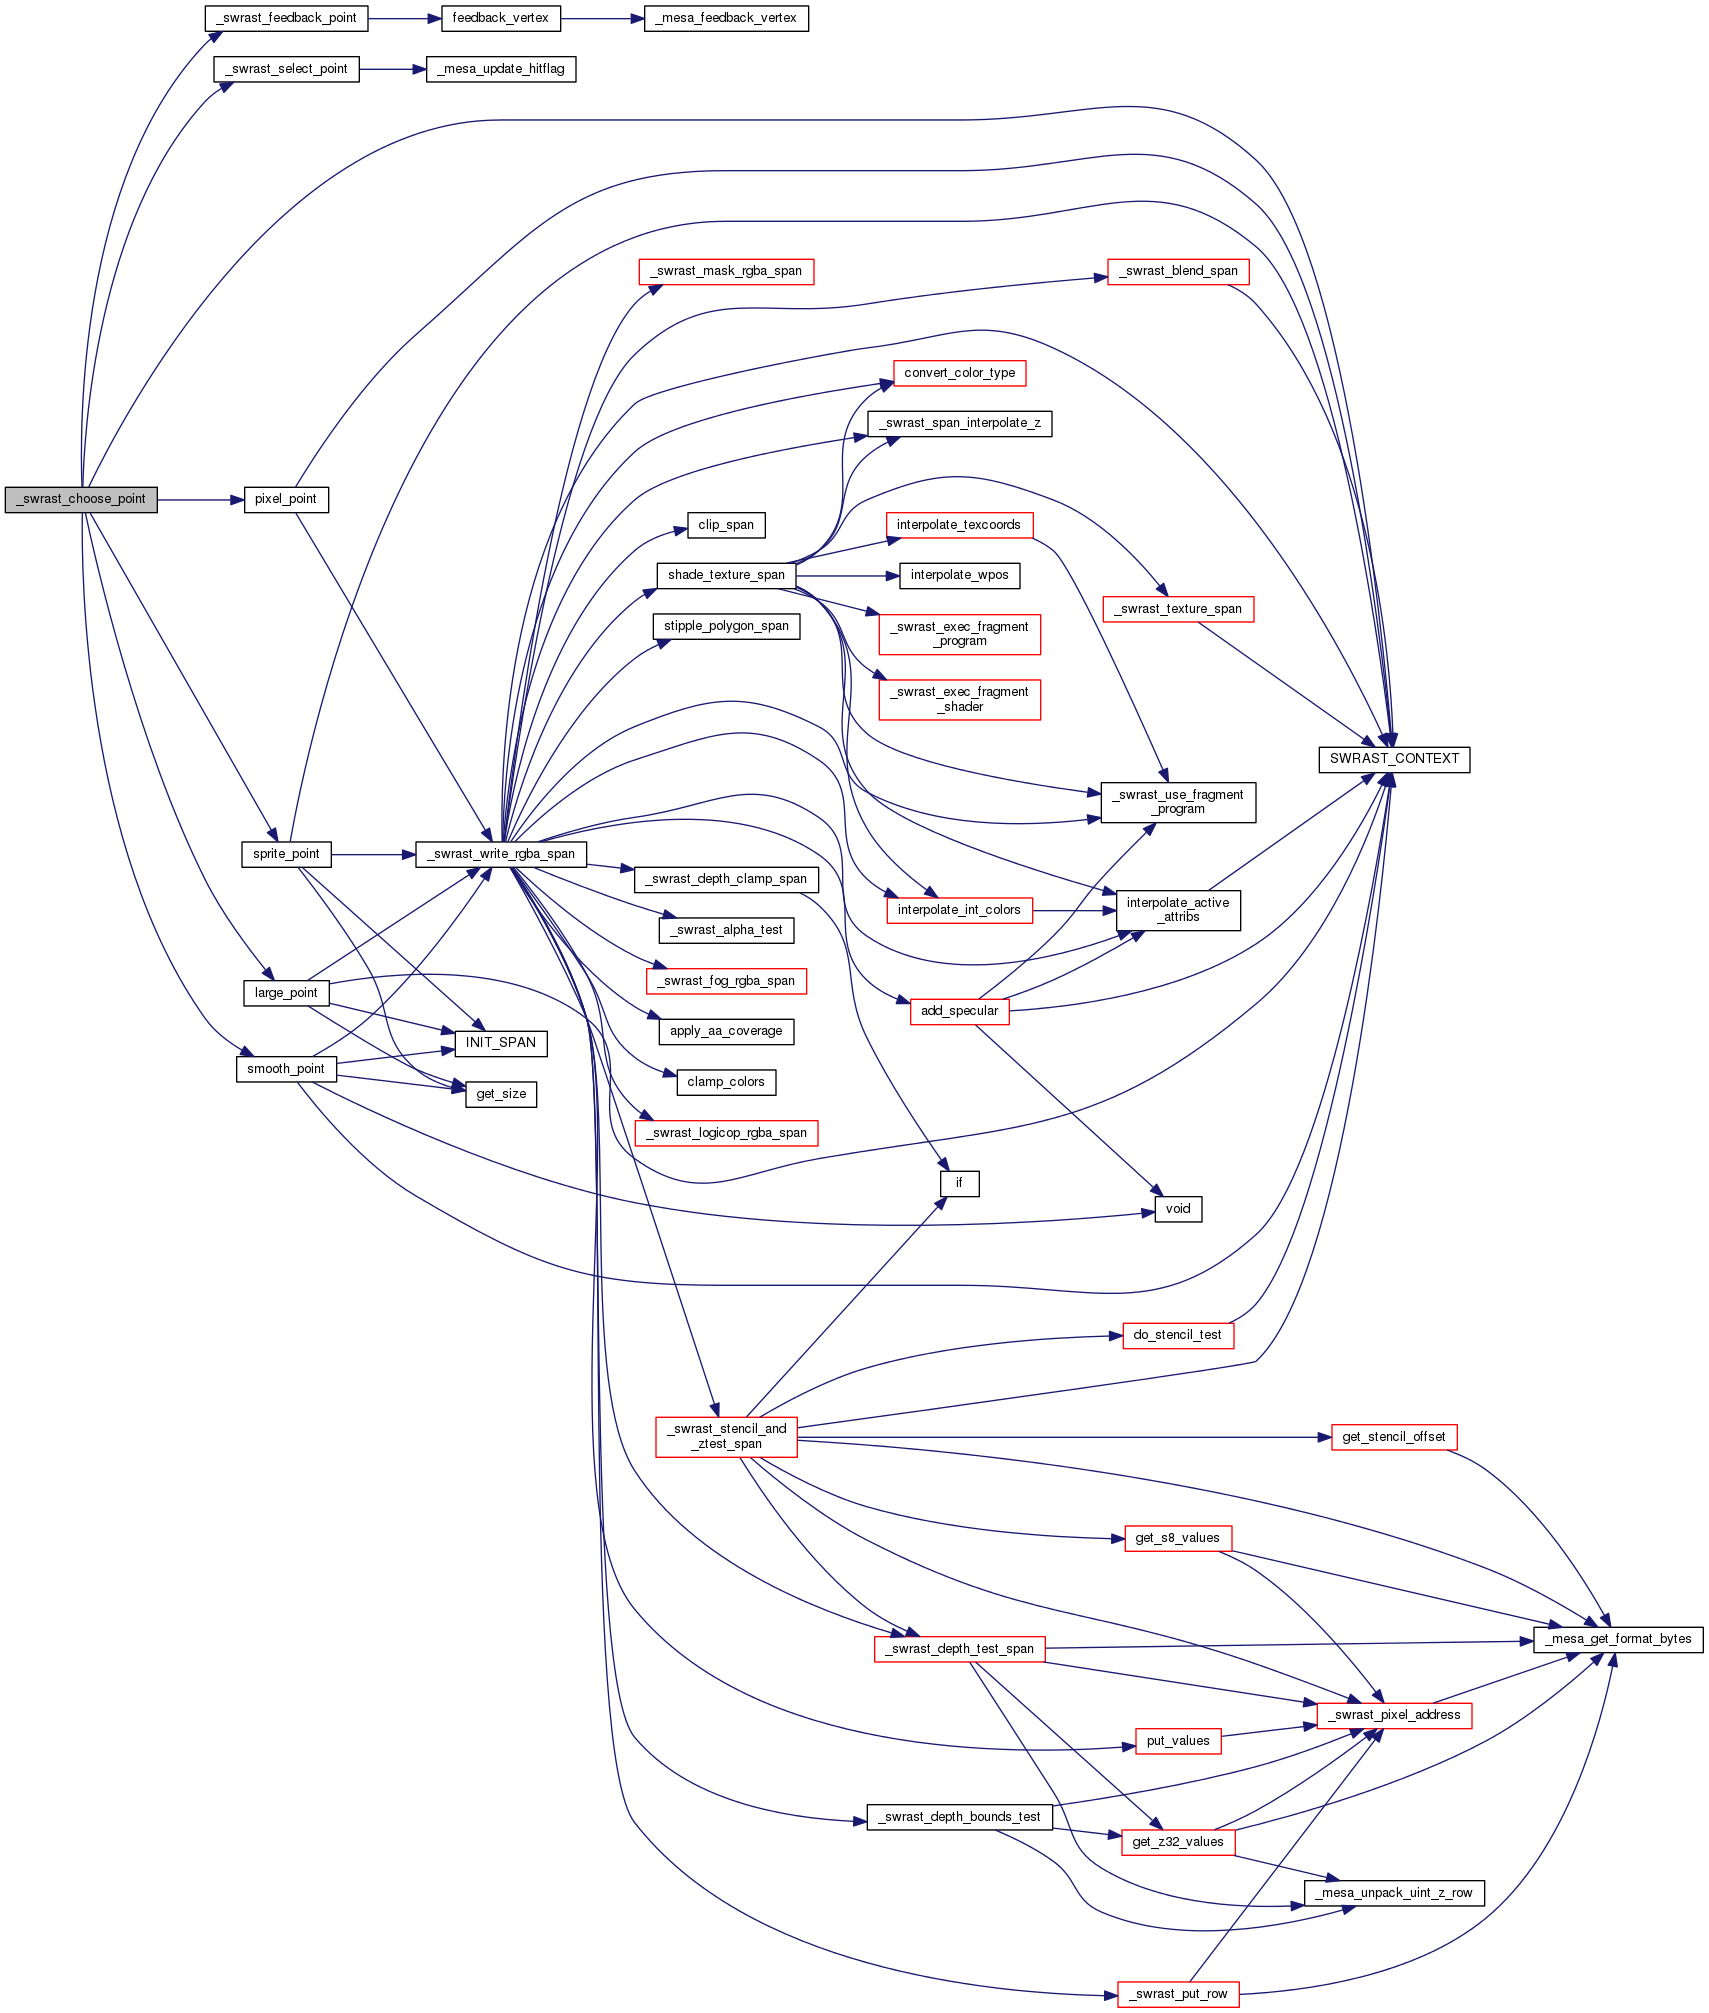 _swrast_feedback_point
feedback_vertex
_mesa_feedback_vertex
_swrast_select_point
_mesa_update_hitflag
_swrast_mask_rgba_span
_swrast_blend_span
convert_color_type
_swrast_span_interpolate_z
_swrast_choose_point
pixel_point
clip_span
interpolate_texcoords
shade_texture_span
interpolate_wpos
_swrast_texture_span
stipple_polygon_span
_swrast_exec_fragment
_program
_swrast_exec_fragment
_shader
SWRAST_CONTEXT
_swrast_use_fragment
_program
sprite_point
_swrast_write_rgba_span
_swrast_depth_clamp_span
interpolate_int_colors
interpolate_active
_attribs
_swrast_alpha_test
_swrast_fog_rgba_span
large_point
add_specular
apply_aa_coverage
INIT_SPAN
smooth_point
clamp_colors
get_size
_swrast_logicop_rgba_span
if
void
do_stencil_test
_swrast_stencil_and
_ztest_span
get_stencil_offset
get_s8_values
_swrast_depth_test_span
_mesa_get_format_bytes
_swrast_pixel_address
put_values
_swrast_depth_bounds_test
get_z32_values
_mesa_unpack_uint_z_row
_swrast_put_row